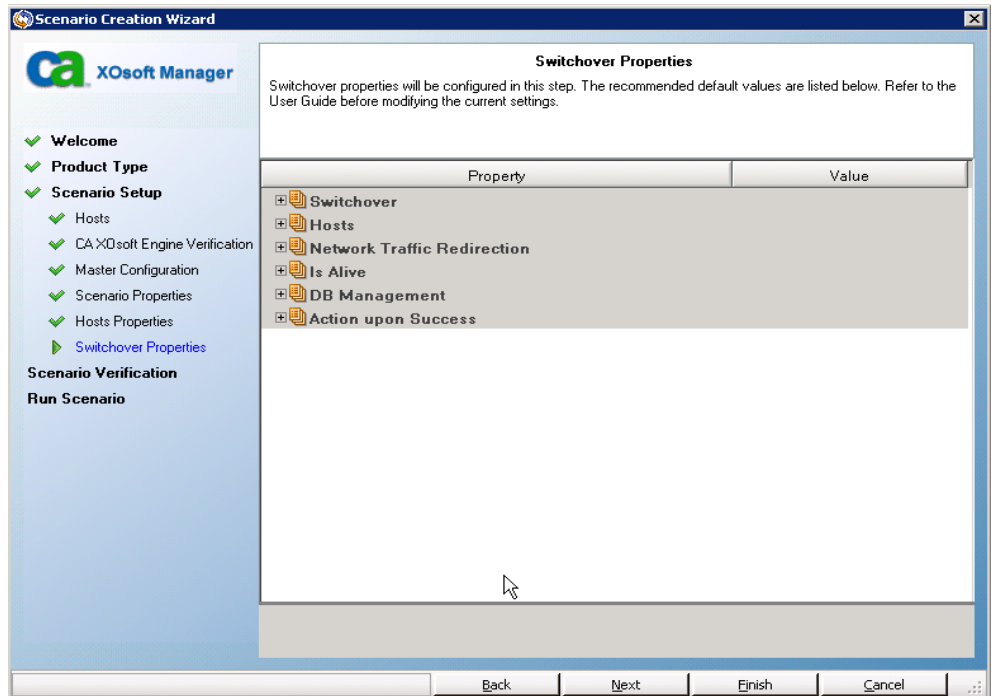 Scenario Creation Wizard
ca XOsoft Manager
Welcome
Product Type
Scenario Setup
Hosts
CA XOsoft Engine Verification
Master Configuration
Scenario Properties
Hosts Properties
Switchover Properties
Scenario Verification
Run Scenario
Switchover Properties
Switchover properties will be configured in this step. The recommended default values are listed below. Refer to the
User Guide before modifying the current settings.
Property Value
Switchover
Hosts
Network Traffic Redirection
Is Alive
DB Management
Action upon Success
Back Next Finish Cancel